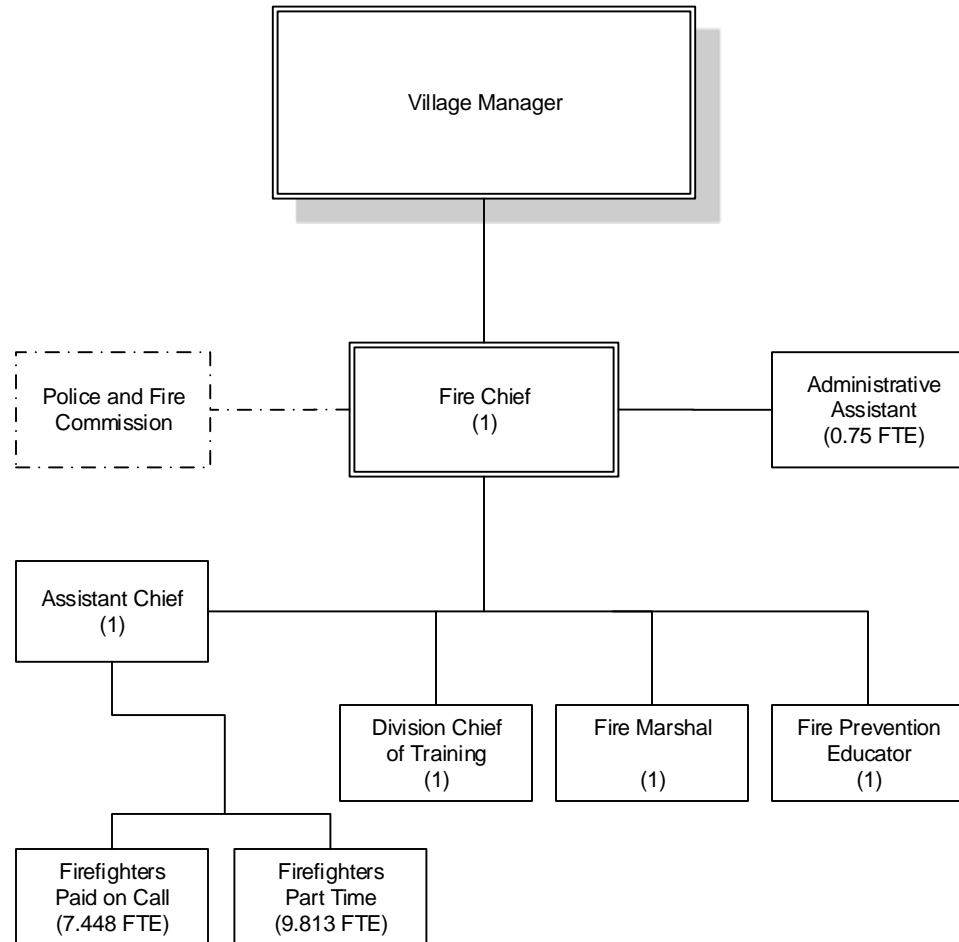 Village Manager
Police and Fire
Commission
Fire Chief
(1)
Administrative
Assistant
(0.75 FTE)
Assistant Chief
(1)
Division Chief
of Training
(1)
Fire Marshal
(1)
Fire Prevention
Educator
(1)
Firefighters
Paid on Call
(7.448 FTE)
Firefighters
Part Time
(9.813 FTE)